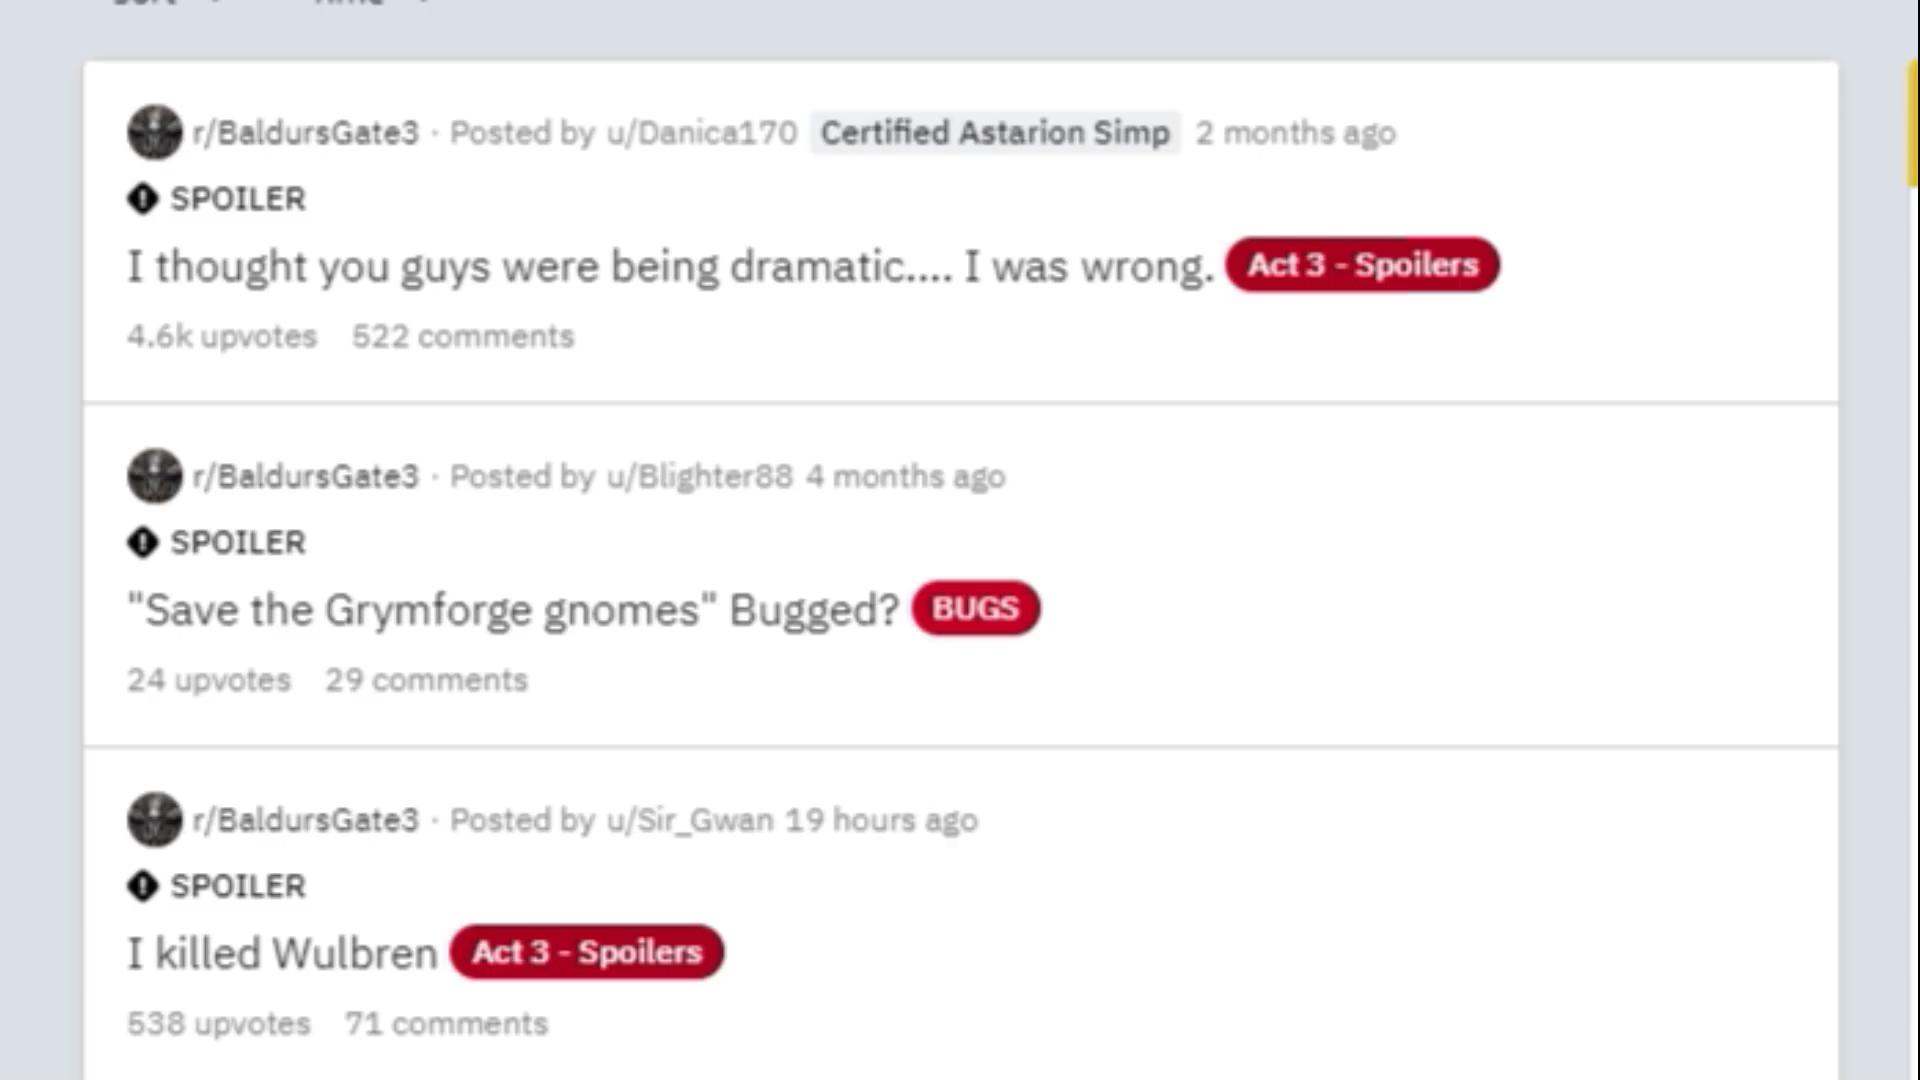 r/BaldursGate3 · Posted by u/Danica170 Certified Astarion Simp 2 months ago
SPOILER
I thought you guys were being dramatic.... I was wrong. Act 3 - Spoilers
4.6k upvotes 522 comments
r/BaldursGate3 · Posted by u/Blighter88 4 months ago
SPOILER
"Save the Grymforge gnomes" Bugged? BUGS
24 upvotes 29 comments
r/BaldursGate3 · Posted by u/Sir_Gwan 19 hours ago
SPOILER
I killed Wulbren Act 3 - Spoilers
538 upvotes 71 comments